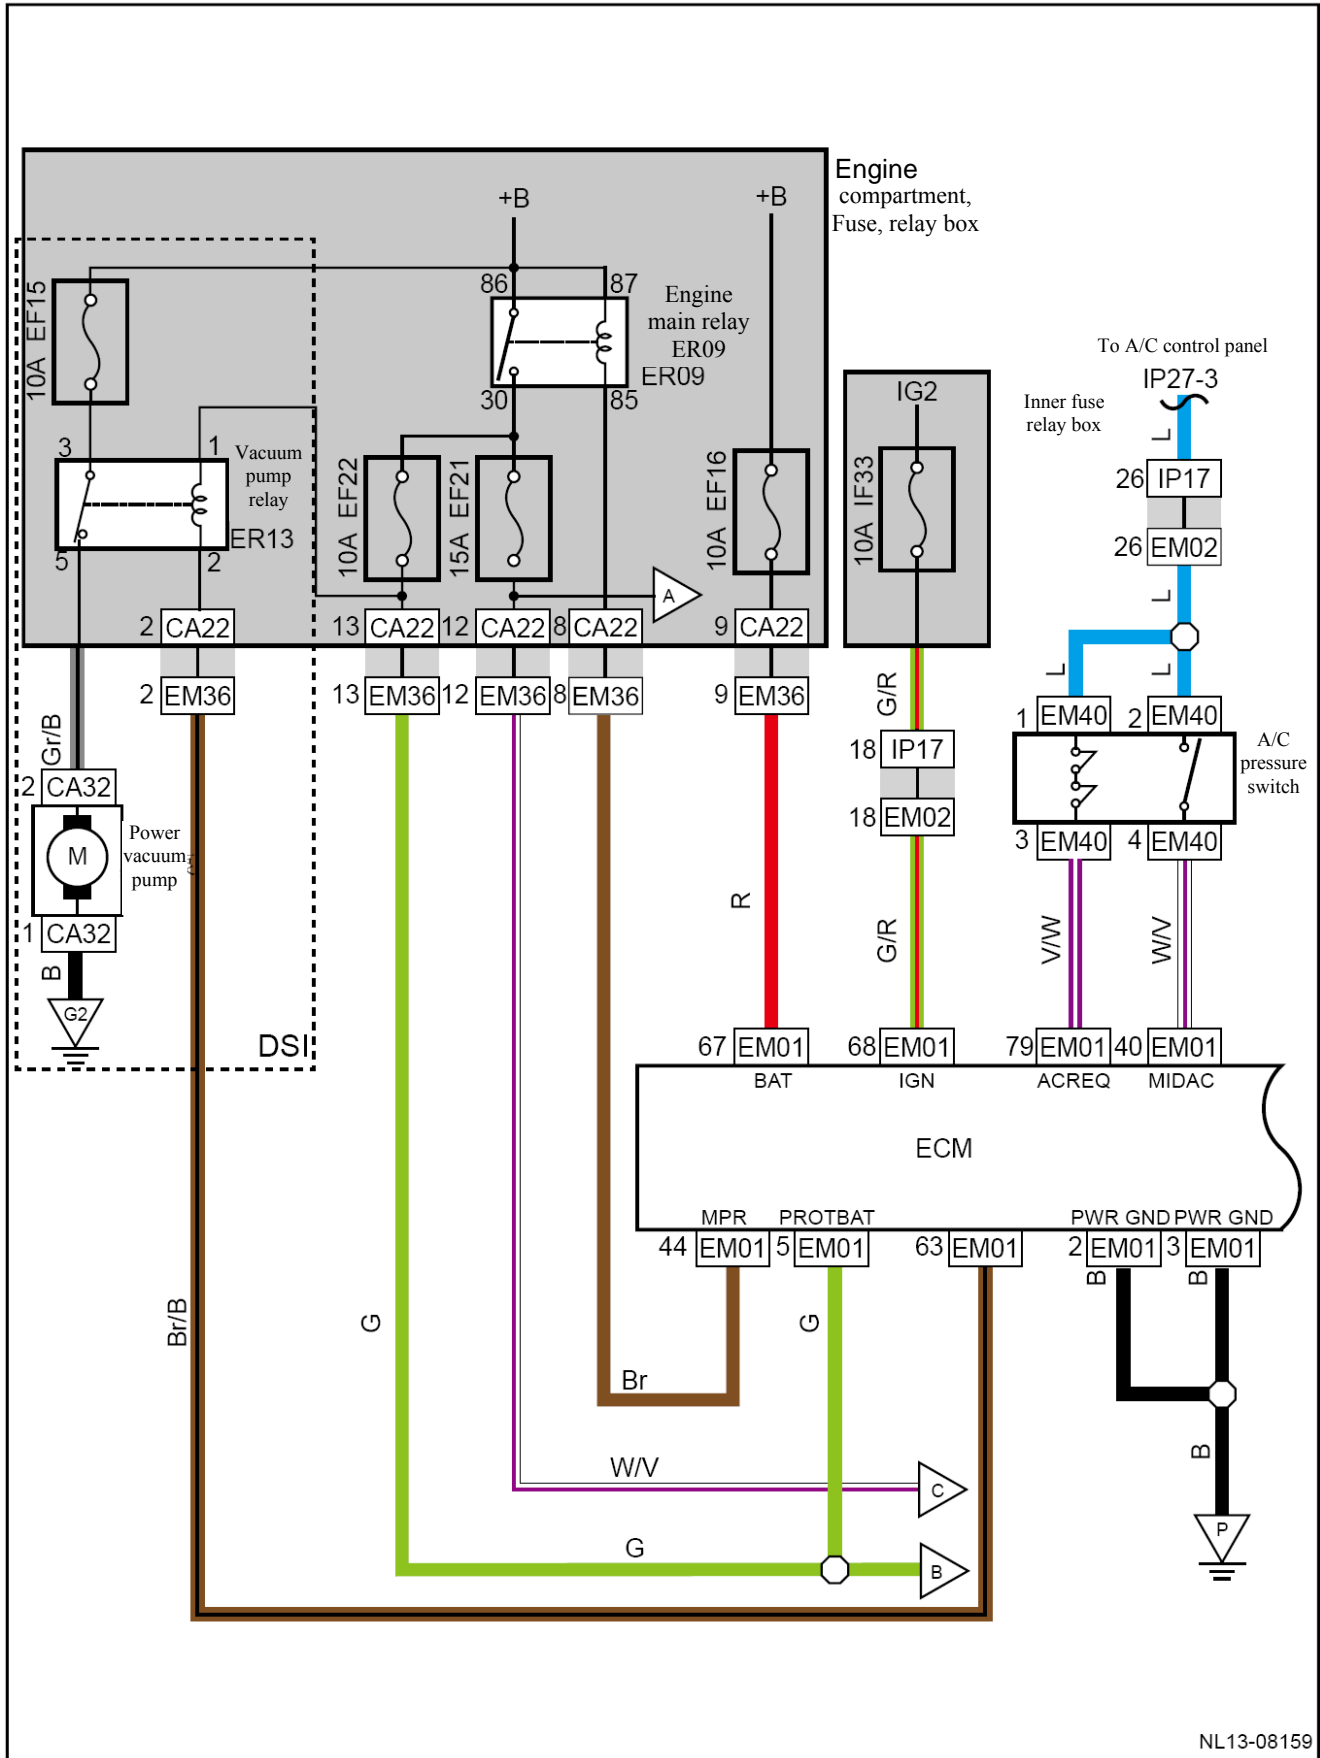 Engine
compartment,
Fuse, relay box
+B
+B
86
87
Engine
main relay
ER09
ER09
30
85
10A EF15
3
1
Vacuum
pump
relay
ER13
5
2
10A EF22
15A EF21
10A EF16
A
IG2
10A IF33
Inner fuse
relay box
To A/C control panel
IP27-3
L
26 IP17
26 EM02
L
L
L
2 CA22
13 CA22
12 CA22
8 CA22
9 CA22
2 EM36
13 EM36
12 EM36
8 EM36
9 EM36
G/R
18 IP17
18 EM02
1 EM40
2 EM40
A/C
pressure
switch
3 EM40
4 EM40
Gr/B
2 CA32
M
Power
vacuum
pump
1 CA32
B
G2
DSI
R
G/R
V/W
W/V
67 EM01
68 EM01
79 EM01
40 EM01
BAT
IGN
ACREQ
MIDAC
ECM
MPR
PROTBAT
PWR GND
PWR GND
44 EM01
5 EM01
63 EM01
2 EM01
3 EM01
B
B
Br/B
G
G
Br
B
W/V
C
G
B
P
NL13-08159